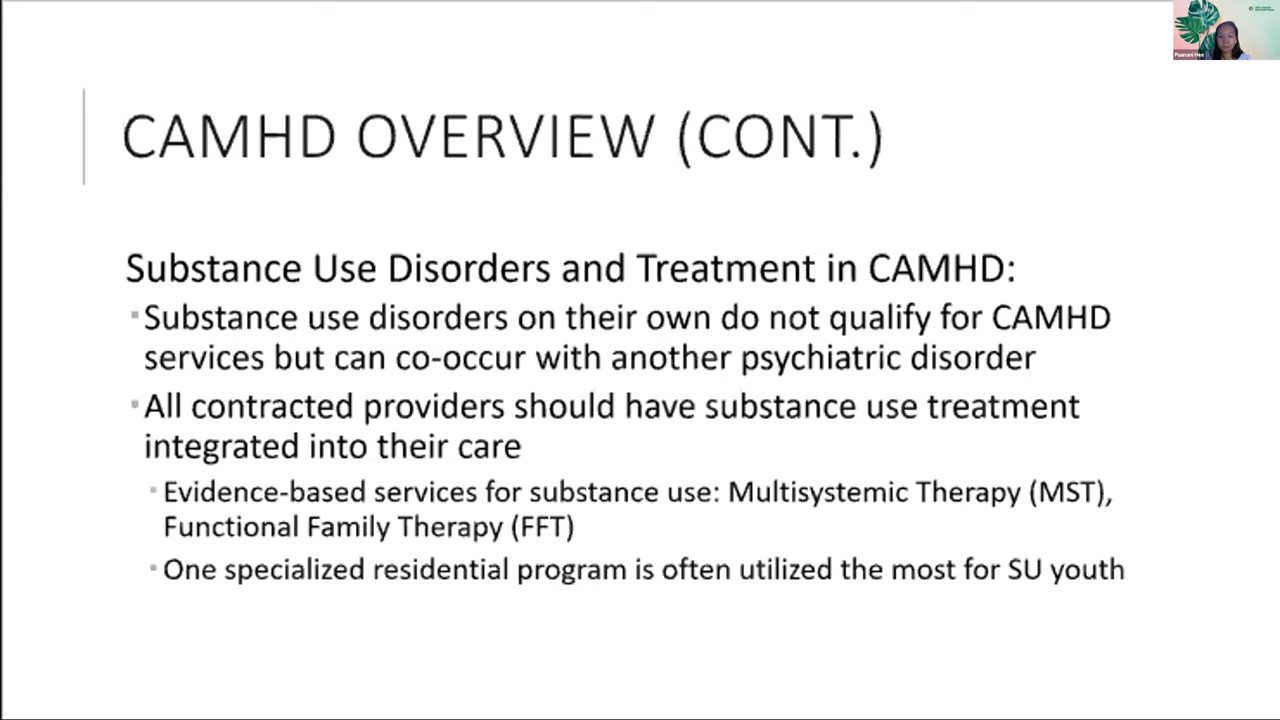 CAMHD OVERVIEW (CONT.)
Substance Use Disorders and Treatment in CAMHD:
▪Substance use disorders on their own do not qualify for CAMHD
services but can co-occur with another psychiatric disorder
▪All contracted providers should have substance use treatment
integrated into their care
▪Evidence-based services for substance use: Multisystemic Therapy (MST),
Functional Family Therapy (FFT)
▪One specialized residential program is often utilized the most for SU youth
Puanani Hee